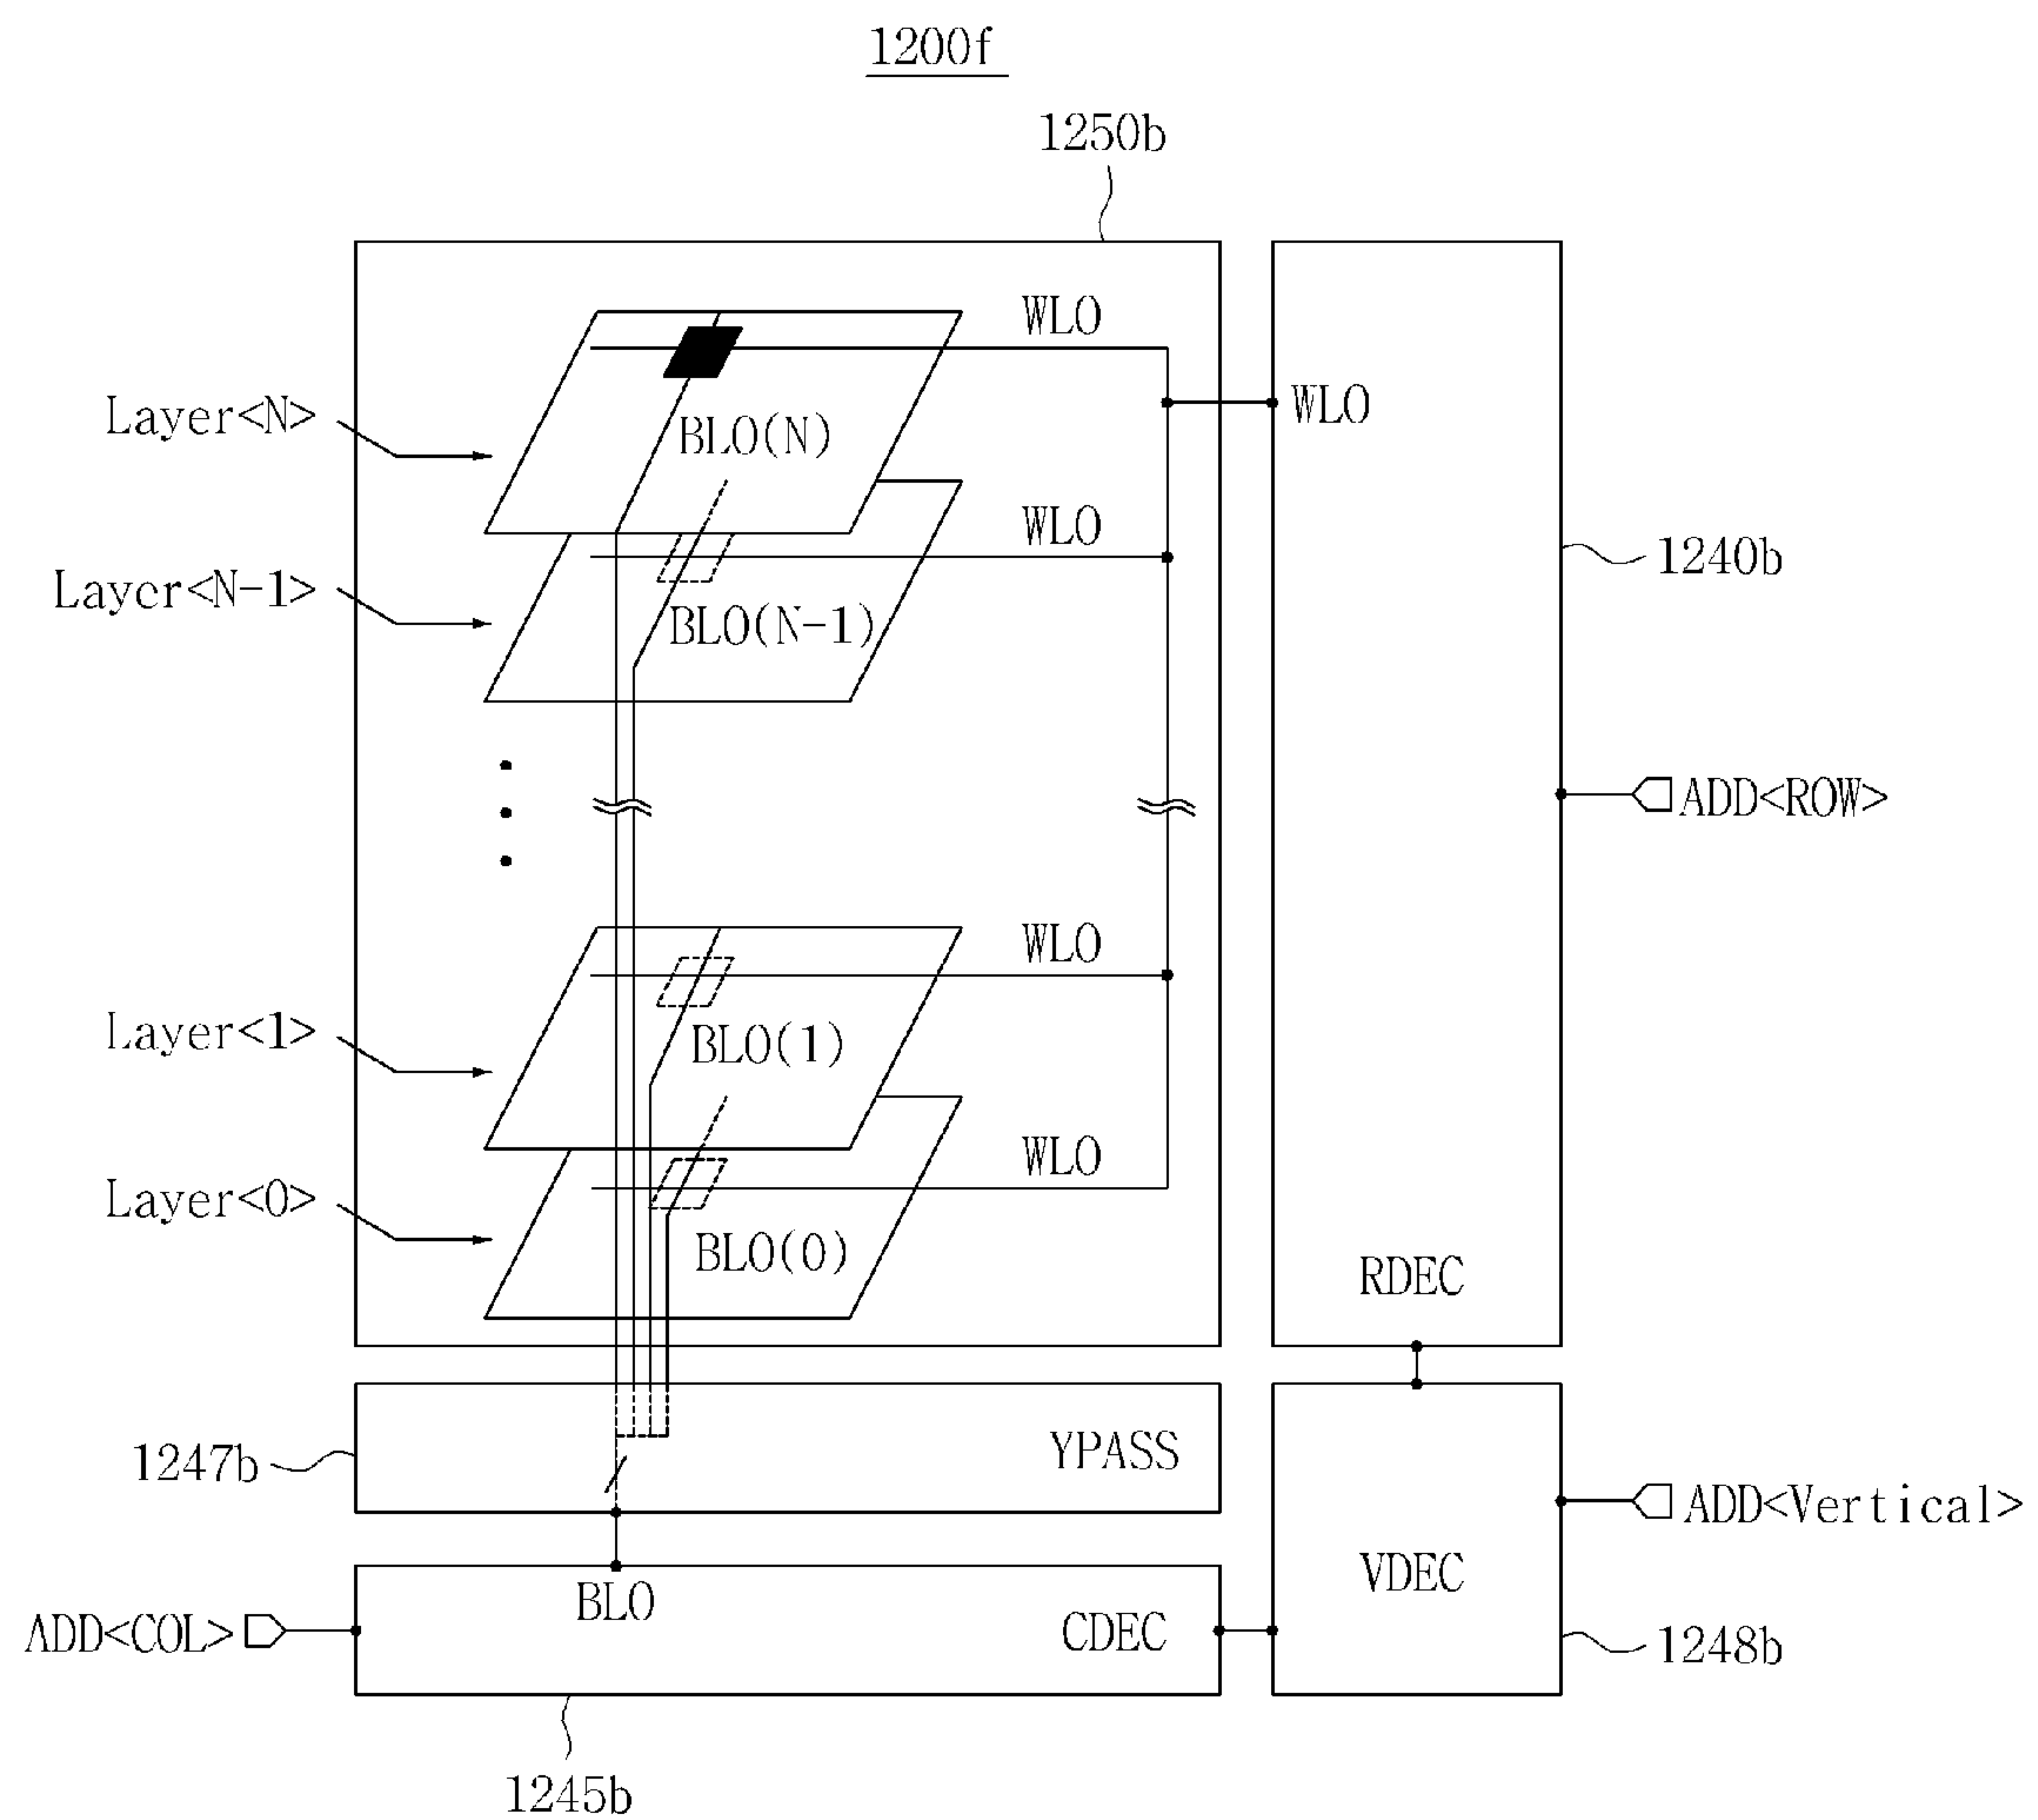 1200f
1250b
WL0
WL0
Layer<N>
BL0(N)
WL0
1240b
Layer<N-1>
BL0(N-1)
ADD<ROW>
WL0
Layer<1>
BL0(1)
WL0
Layer<0>
BL0(0)
RDEC
1247b
YPASS
ADD<Vertical>
VDEC
BL0
ADD<COL>
CDEC
1248b
1245b